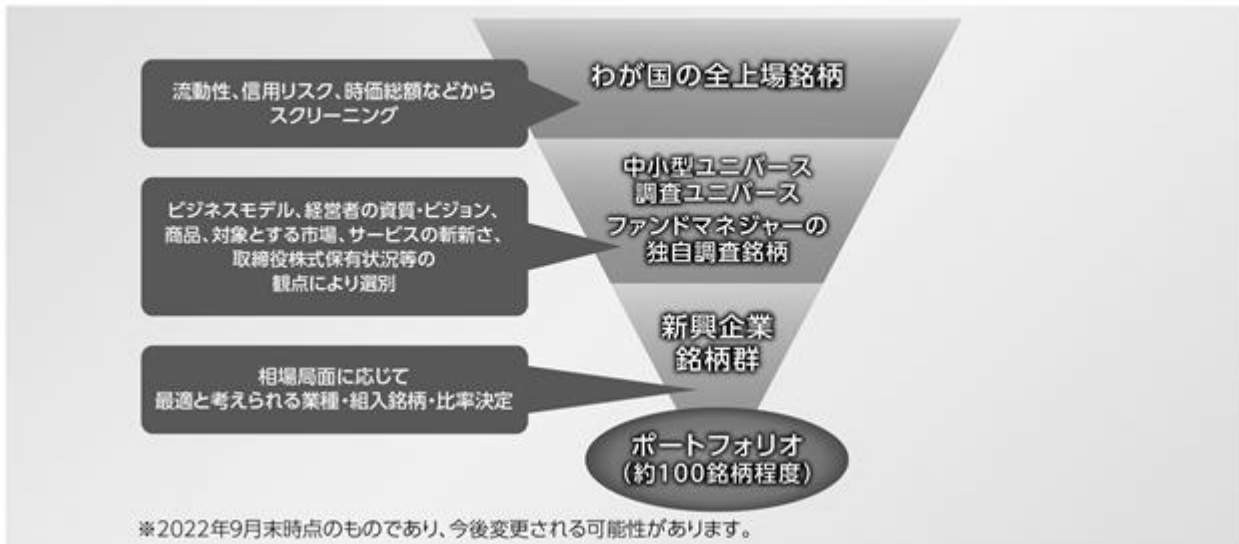 わが国の全上場銘柄
流動性、信用リスク、時価総額などから
スクリーニング
中小型ユニバース
調査ユニバース
ファンドマネジャーの
独自調査銘柄
ビジネスモデル、経営者の資質・ビジョン、
商品、対象とする市場、サービスの斬新さ、
取締役株式保有状況等の
観点により選別
新興企業
銘柄群
相場局面に応じて
最適と考えられる業種・組入銘柄・比率決定
ポートフォリオ
(約100銘柄程度)
※2022年9月末時点のものであり、今後変更される可能性があります。